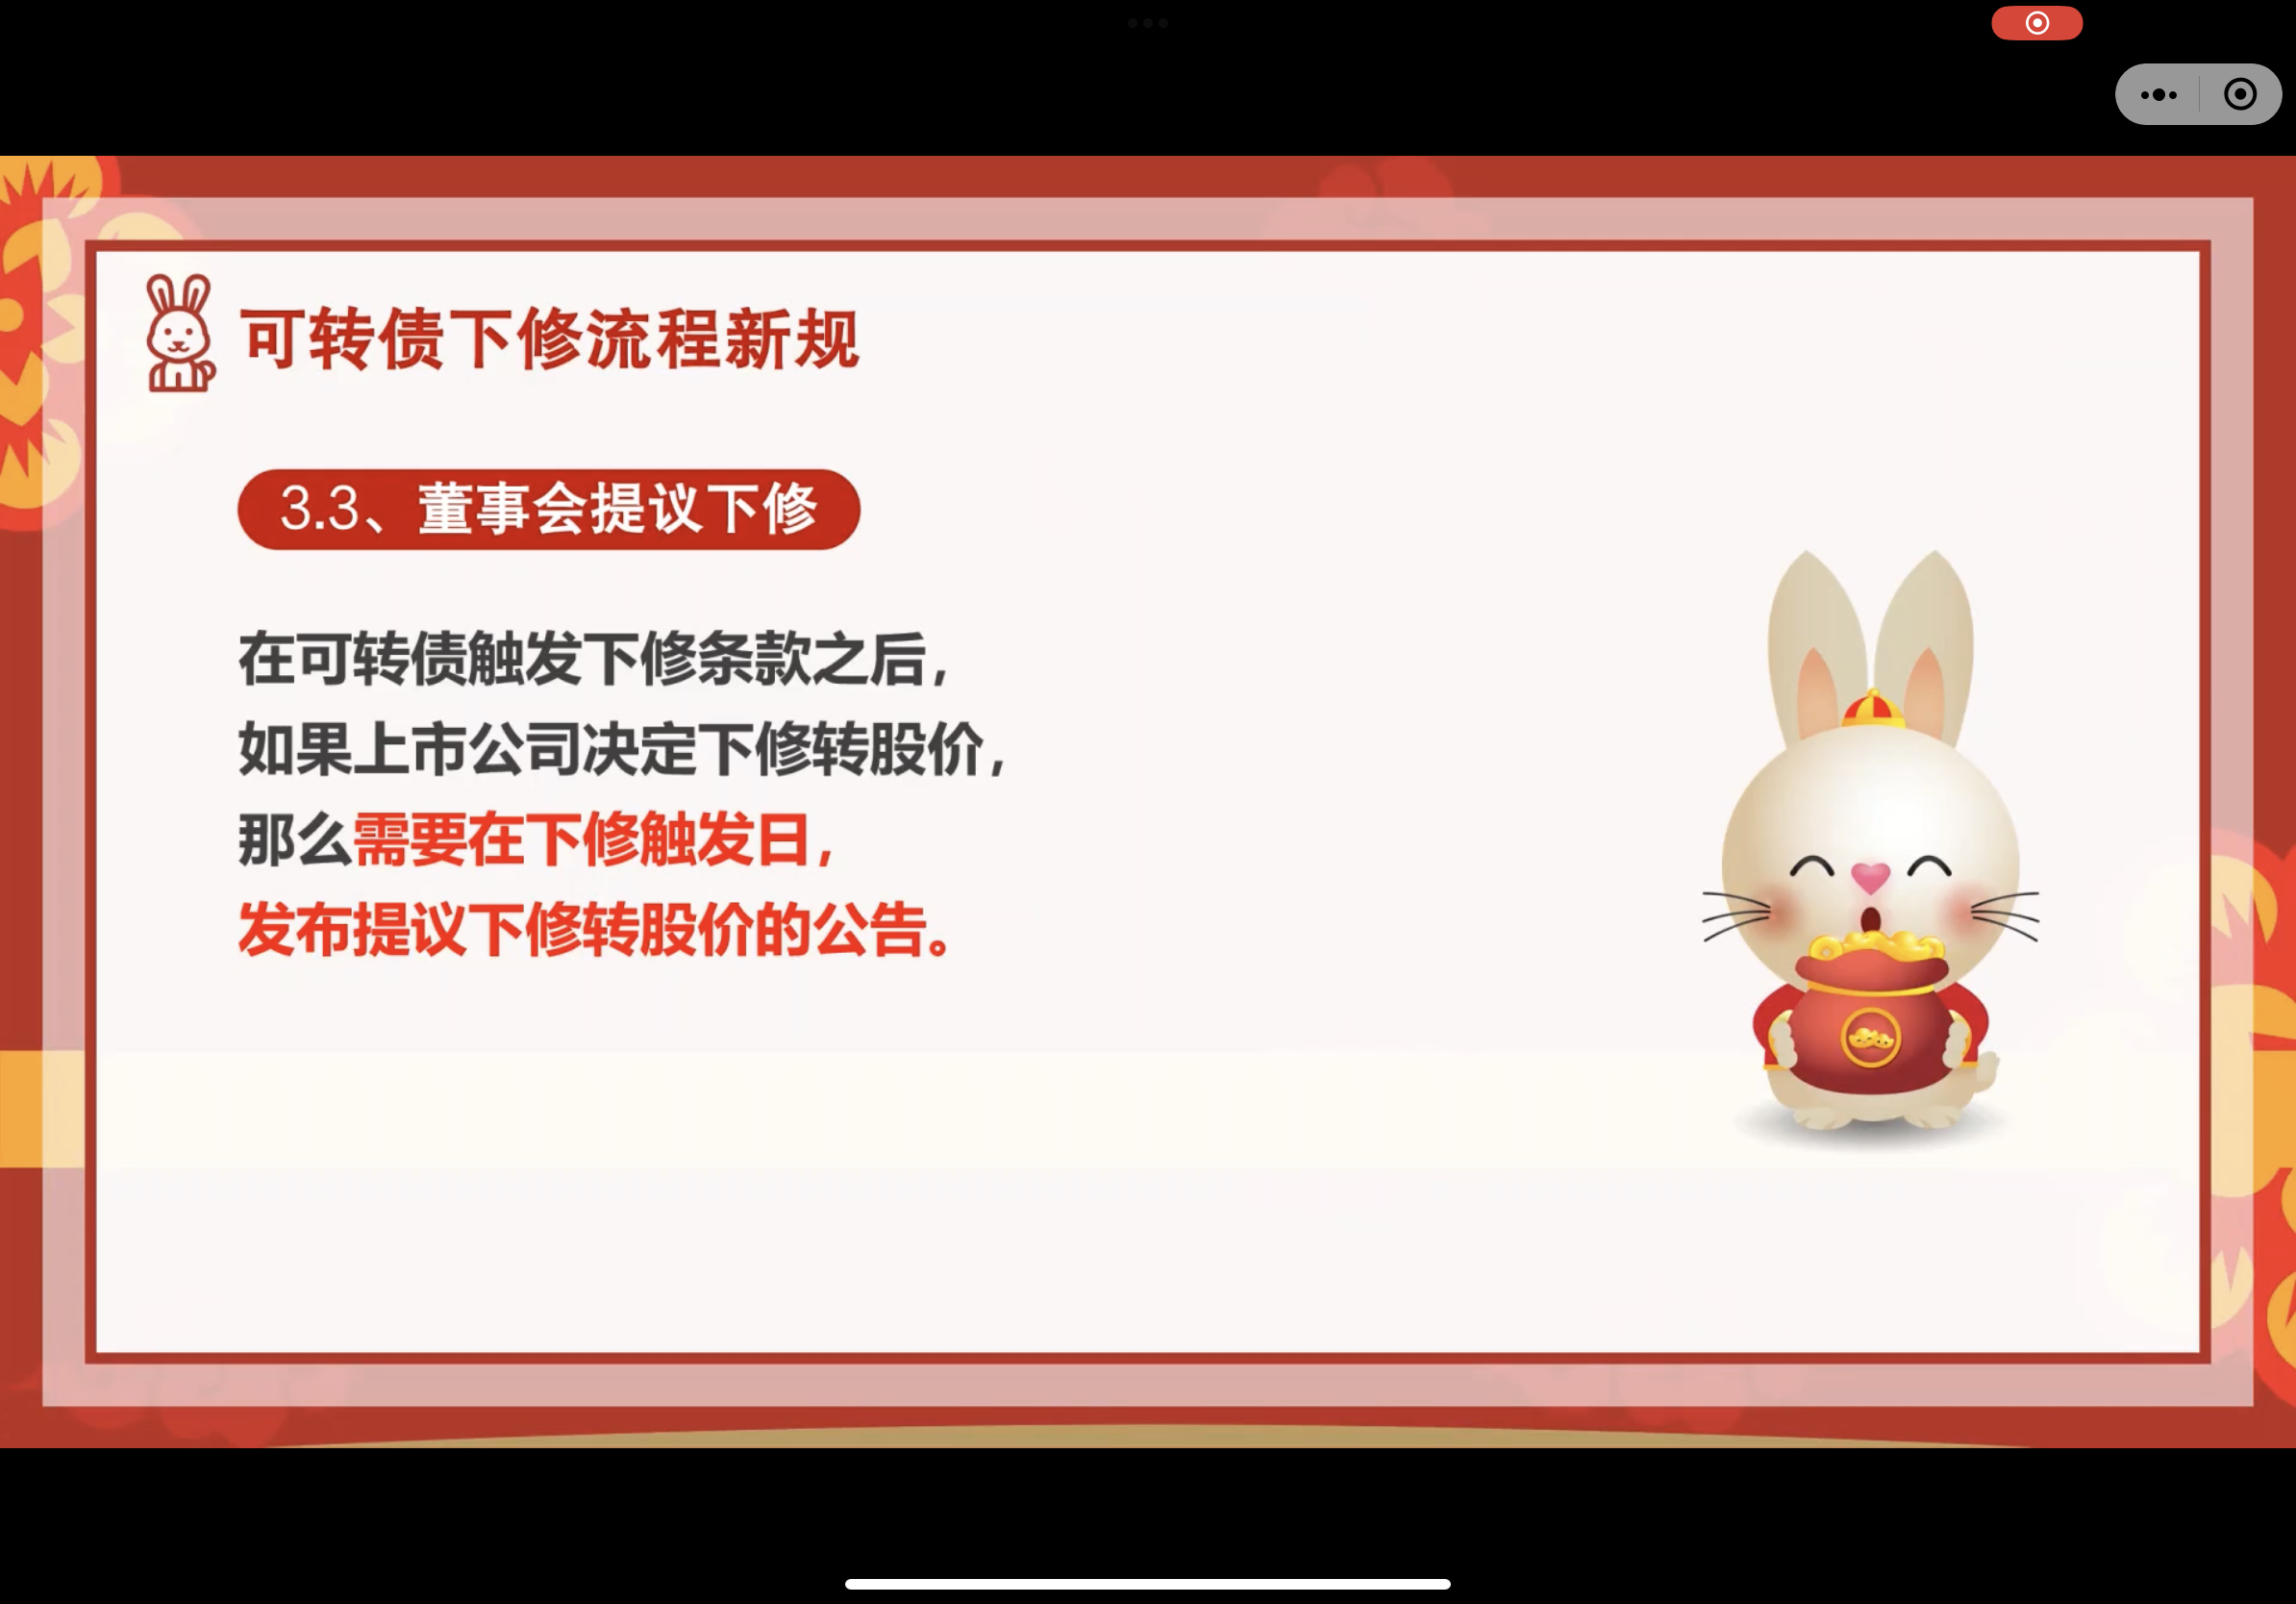 可转债下修流程新规
3.3、董事会提议下修
在可转债触发下修条款之后，
如果上市公司决定下修转股价，
那么需要在下修触发日，
发布提议下修转股价的公告。